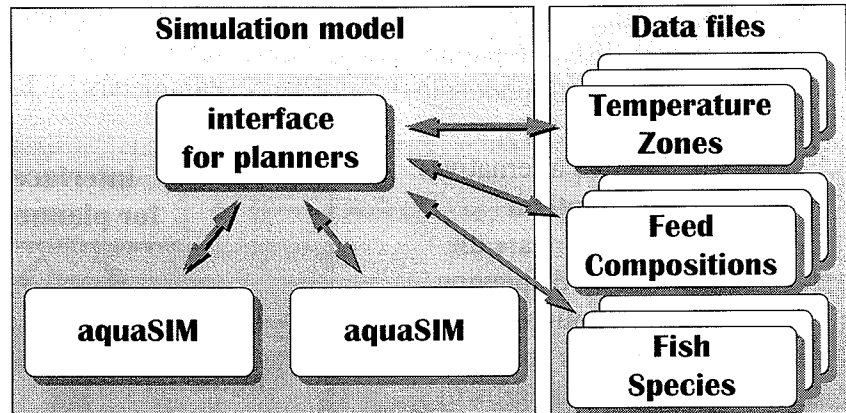 Simulation model
interface
for planners
aquaSIM
aquaSIM
Data files
Temperature
Zones
Feed
Compositions
Fish
Species